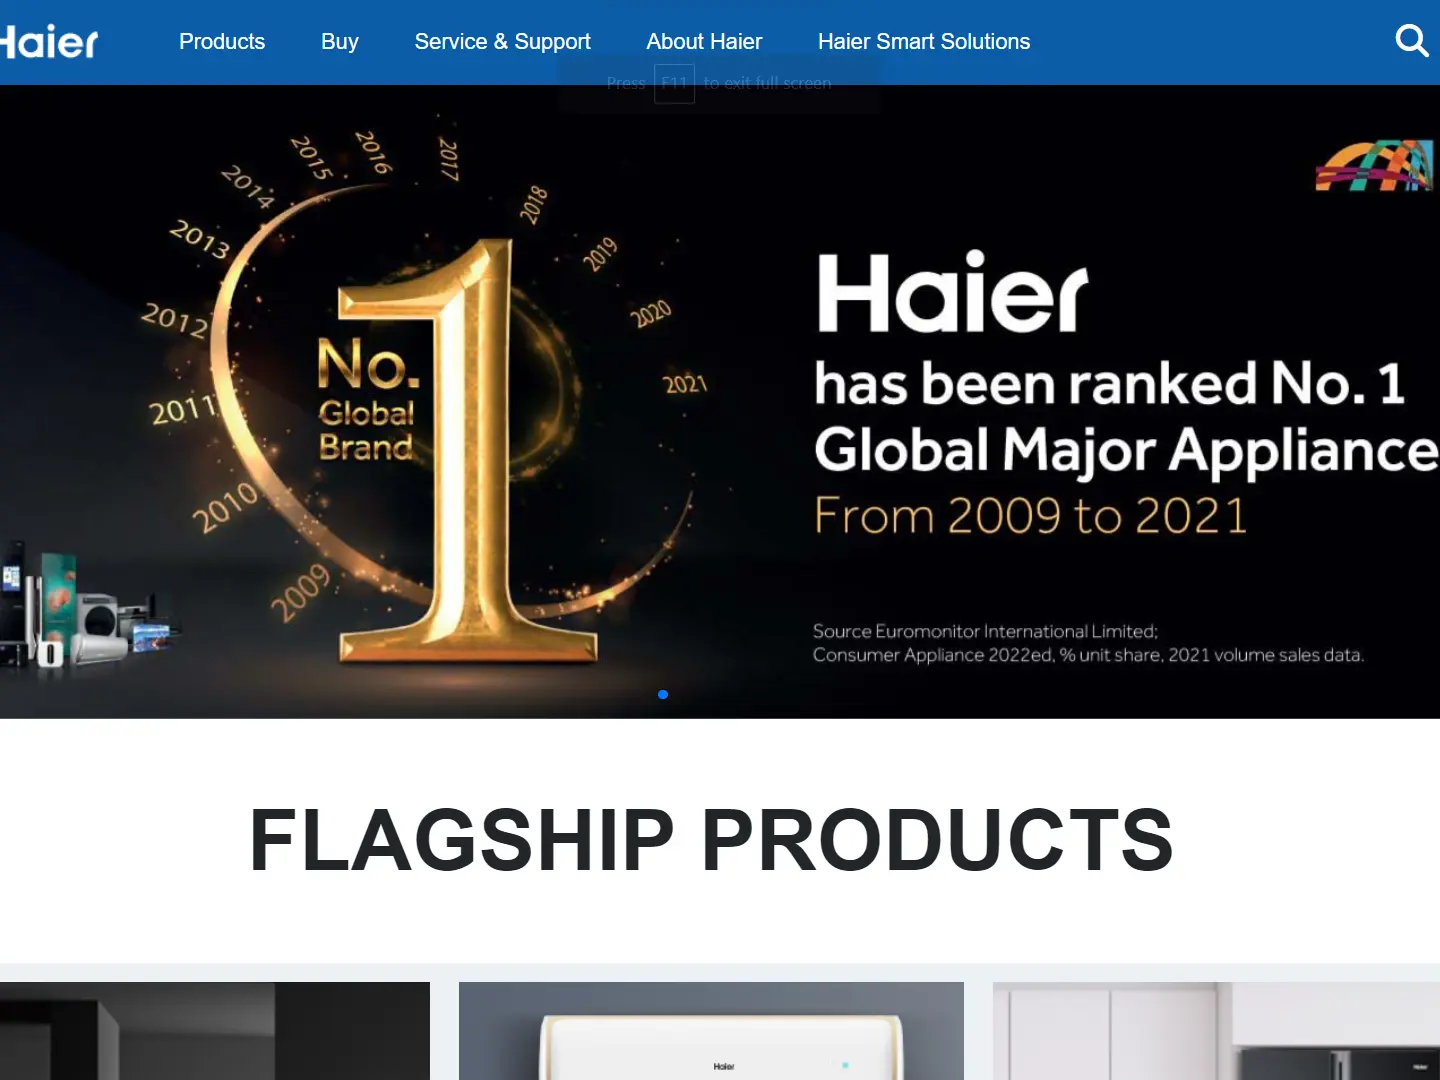 Haier
Products
Buy
Service & Support
About Haier
Haier Smart Solutions
Press F11 to exit full screen
2009
2010
2011
2012
2013
2014
2015
2016
2017
2018
2019
2020
2021
No. 1
Global
Brand
Haier
has been ranked No. 1
Global Major Appliance
From 2009 to 2021
Source Euromonitor International Limited;
Consumer Appliance 2022ed, % unit share, 2021 volume sales data.
FLAGSHIP PRODUCTS
Haier
Haier